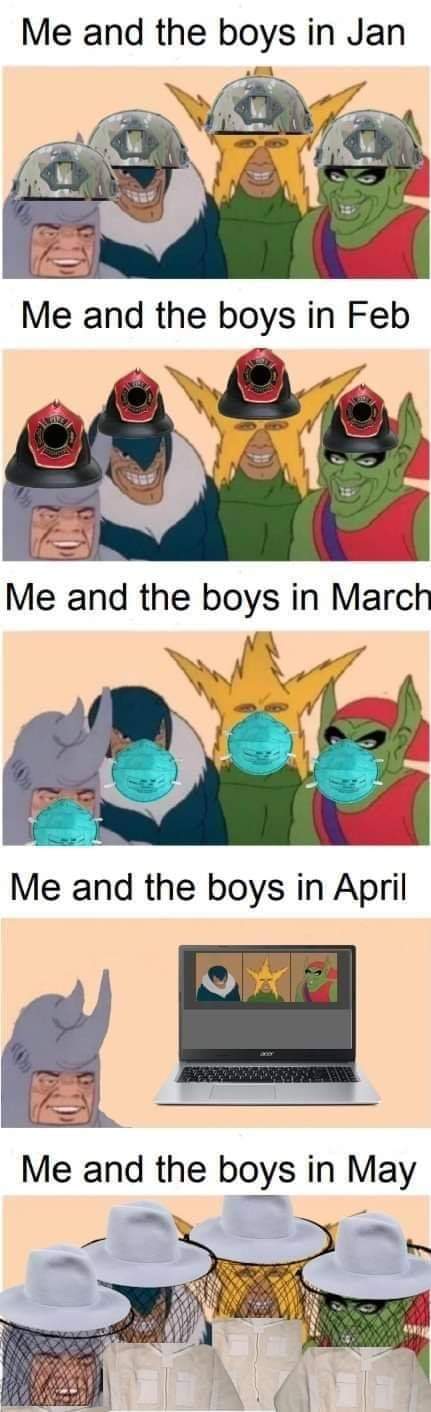 Me and the boys in Jan
Me and the boys in Feb
Me and the boys in March
Me and the boys in April
acer
Me and the boys in May